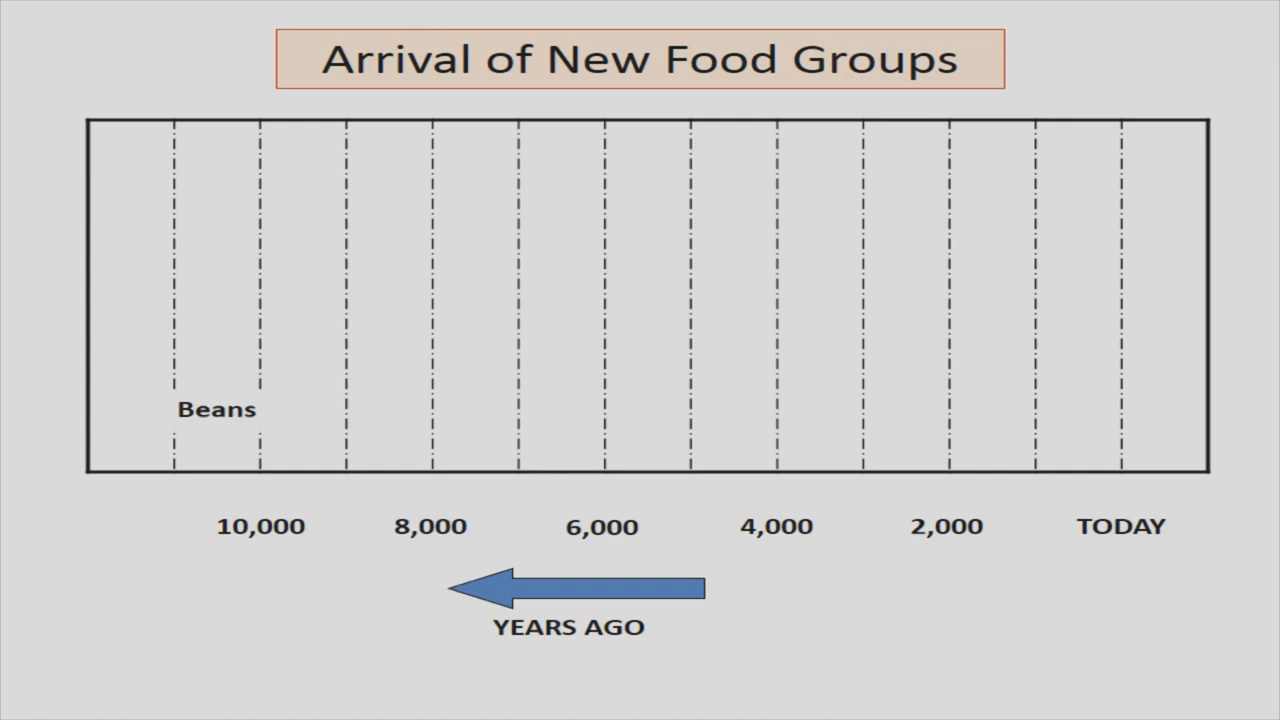 Arrival of New Food Groups
Beans
10,000 8,000 6,000 4,000 2,000 TODAY
YEARS AGO